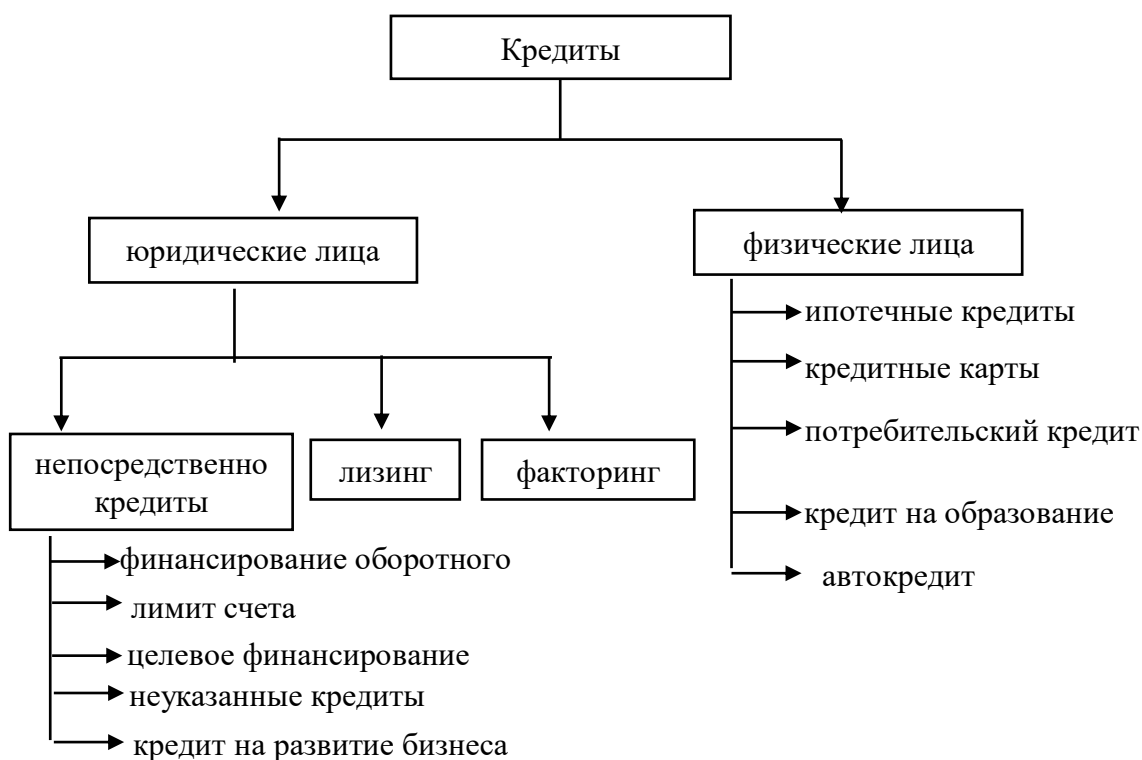 Кредиты
юридические лица
физические лица
ипотечные кредиты
кредитные карты
потребительский кредит
кредит на образование
автокредит
непосредственно
кредиты
лизинг
факторинг
финансирование оборотного
лимит счета
целевое финансирование
неуказанные кредиты
кредит на развитие бизнеса